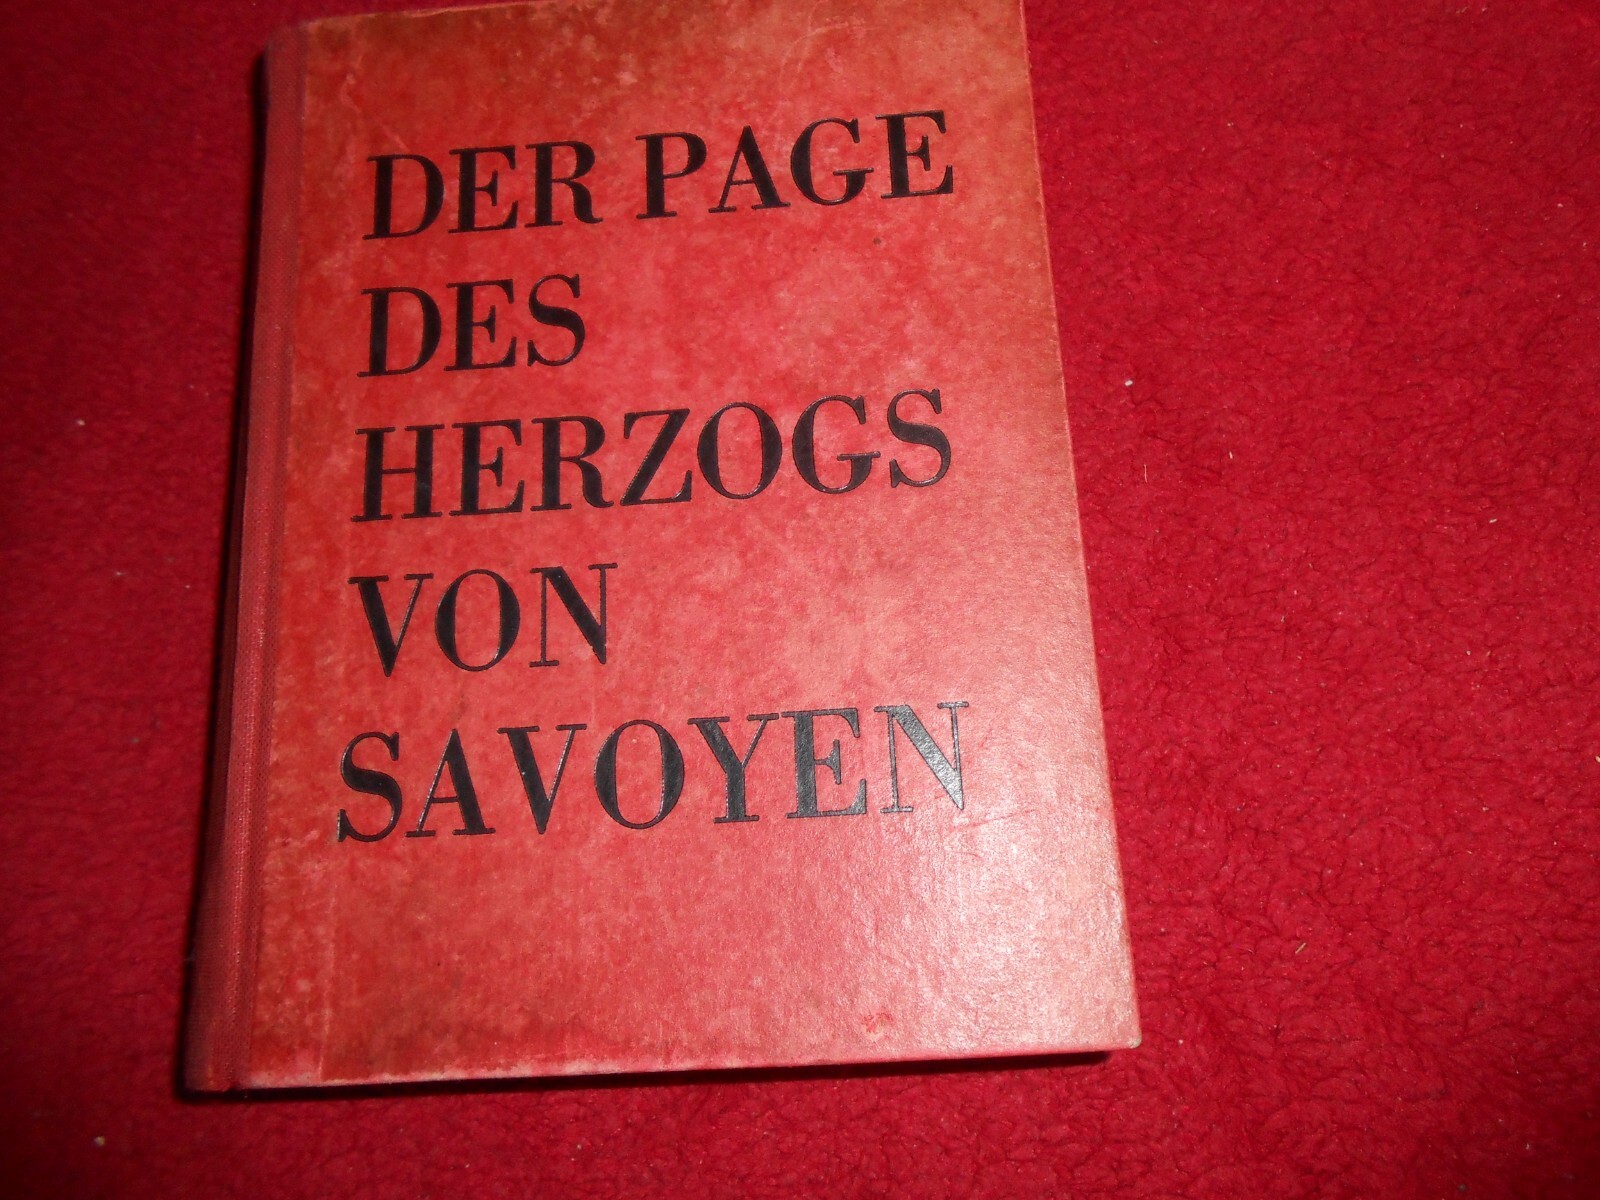 DER PAGE
DES
HERZOGS
VON
SAVOYEN